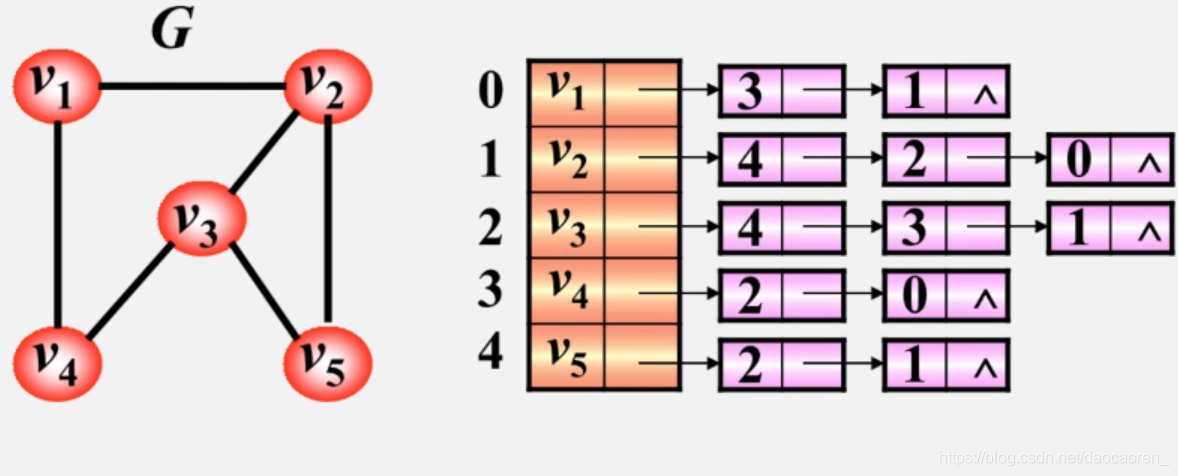 G
v1
v2
v3
v4
v5
0 v1 3 1 ^
1 v2 4 2 0 ^
2 v3 4 3 1 ^
3 v4 2 0 ^
4 v5 2 1 ^
https://blog.csdn.net/daocaoren_